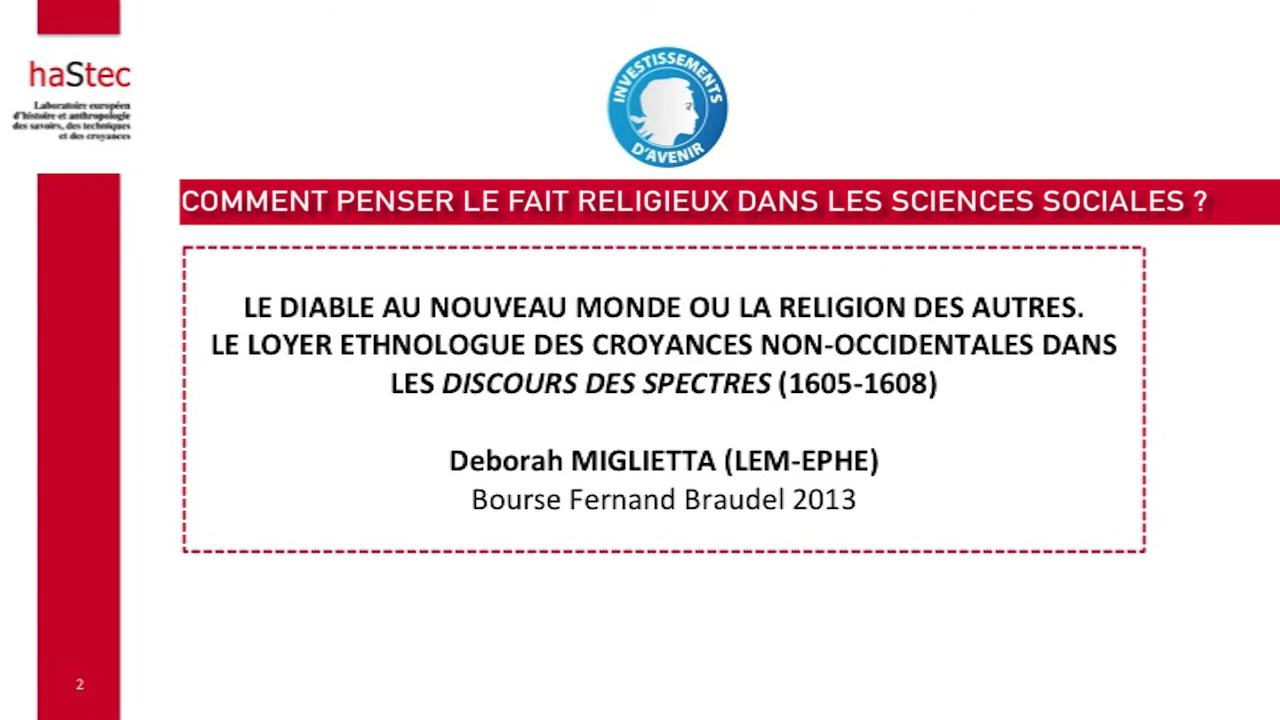 haStec
Laboratoire européen
d'histoire et anthropologie
des savoirs, des techniques
et des croyances
INVESTISSEMENTS
D'AVENIR
COMMENT PENSER LE FAIT RELIGIEUX DANS LES SCIENCES SOCIALES ?
LE DIABLE AU NOUVEAU MONDE OU LA RELIGION DES AUTRES.
LE LOYER ETHNOLOGUE DES CROYANCES NON-OCCIDENTALES DANS
LES DISCOURS DES SPECTRES (1605-1608)
Deborah MIGLIETTA (LEM-EPHE)
Bourse Fernand Braudel 2013
2